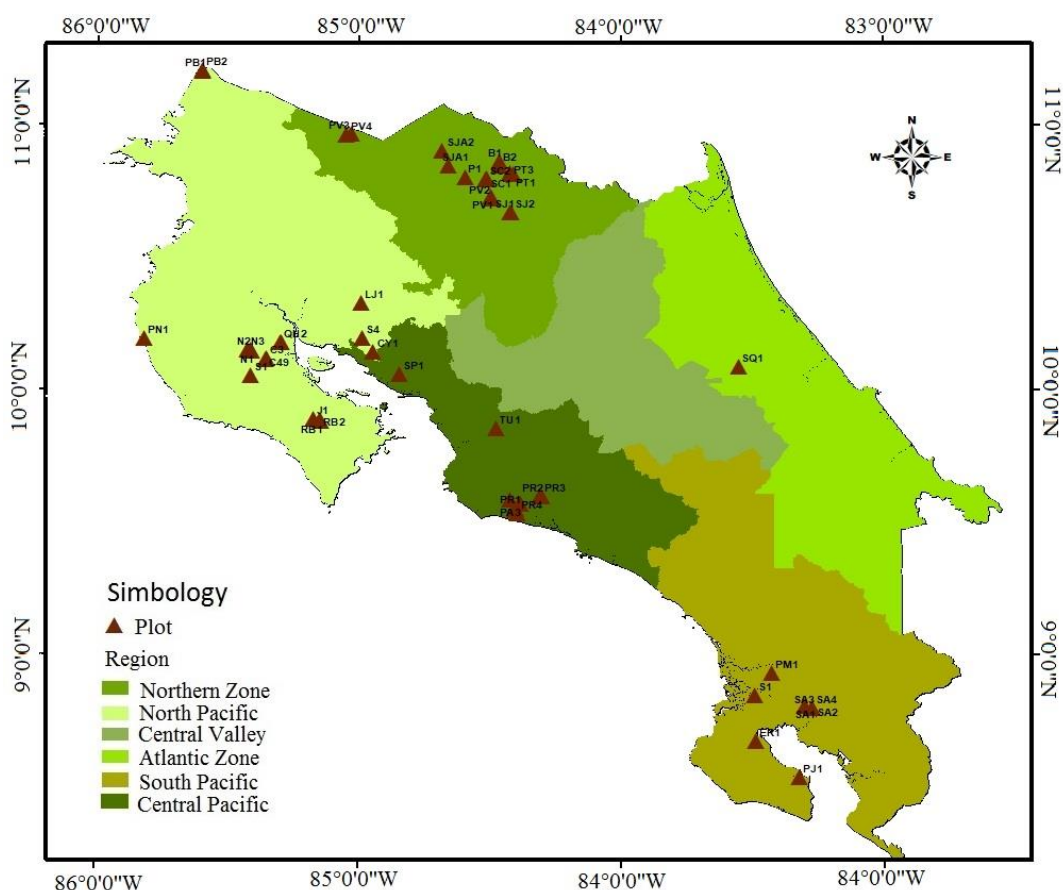 86°0'0"W 85°0'0"W 84°0'0"W 83°0'0"W
11°0'0"N
11°0'0"N
PB1 PB2
PV3 PV4
SJA2
SJA1
B1
B2
P1
SC2
PT3
SC1
PT1
PV2
PV1
SJ1 SJ2
N
W E
S
LJ1
PN1
S4
QB2
N2N3
CY1
N1
C49
SP1
SQ1
10°0'0"N
10°0'0"N
RB1
RB2
TU1
PR2 PR3
PR1
PR4
PA3
Simbology
Plot
Region
Northern Zone
North Pacific
Central Valley
Atlantic Zone
South Pacific
Central Pacific
9°0'0"N
9°0'0"N
PM1
S1
SA3 SA4
SA1
SA2
ER1
PJ1
86°0'0"W 85°0'0"W 84°0'0"W 84°0'0"W